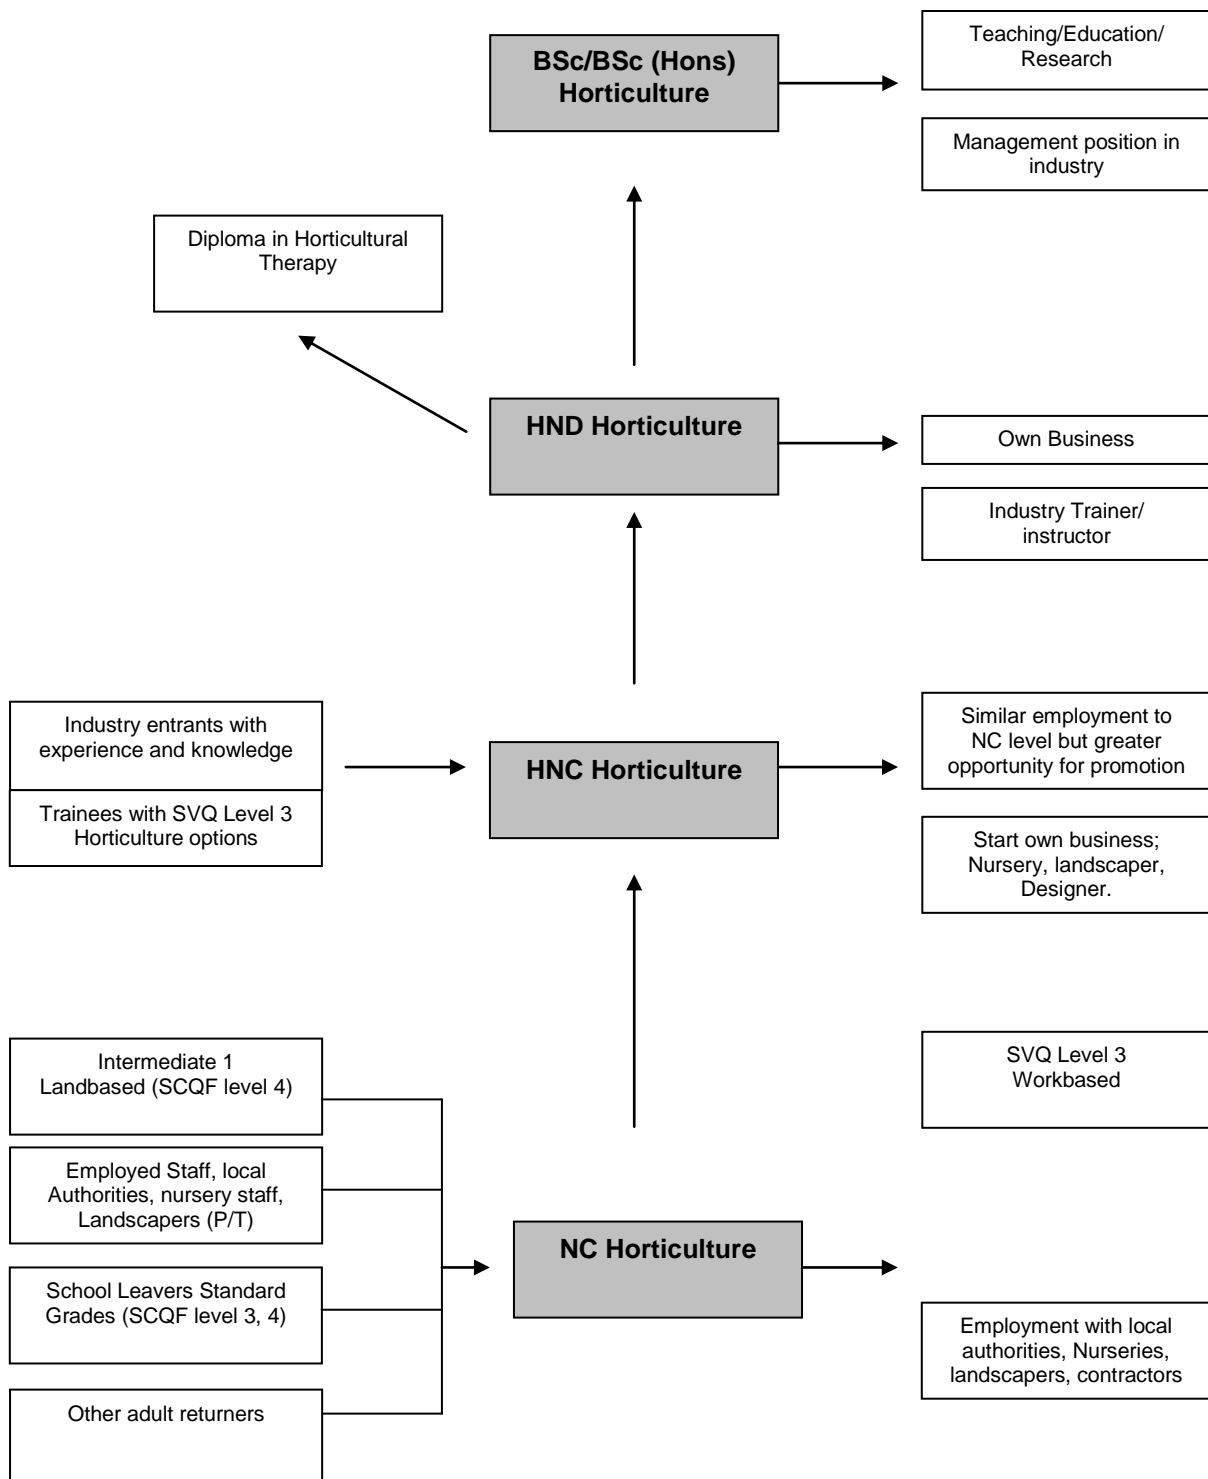 BSc/BSc (Hons)
Horticulture
Teaching/Education/
Research
Management position in
industry
Diploma in Horticultural
Therapy
HND Horticulture
Own Business
Industry Trainer/
instructor
Industry entrants with
experience and knowledge
Trainees with SVQ Level 3
Horticulture options
HNC Horticulture
Similar employment to
NC level but greater
opportunity for promotion
Start own business;
Nursery, landscaper,
Designer.
Intermediate 1
Landbased (SCQF level 4)
SVQ Level 3
Workbased
Employed Staff, local
Authorities, nursery staff,
Landscapers (P/T)
NC Horticulture
School Leavers Standard
Grades (SCQF level 3, 4)
Employment with local
authorities, Nurseries,
landscapers, contractors
Other adult returners